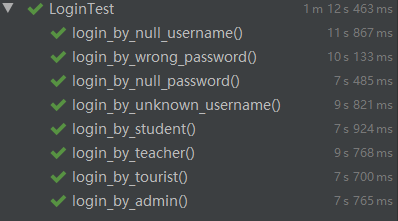 LoginTest 1 m 12 s 463 ms
login_by_null_username() 11 s 867 ms
login_by_wrong_password() 10 s 133 ms
login_by_null_password() 7 s 485 ms
login_by_unknown_username() 9 s 821 ms
login_by_student() 7 s 924 ms
login_by_teacher() 9 s 768 ms
login_by_tourist() 7 s 700 ms
login_by_admin() 7 s 765 ms